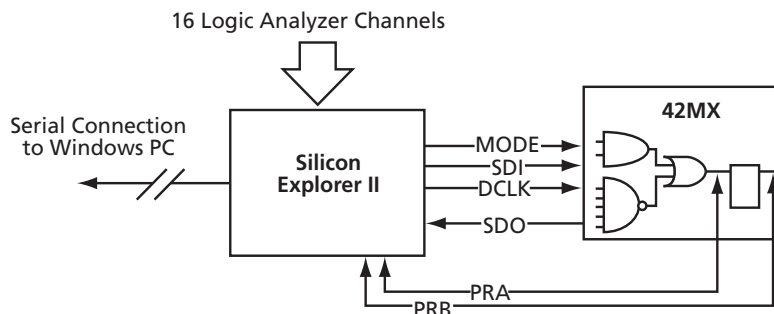 16 Logic Analyzer Channels
Serial Connection
to Windows PC
Silicon
Explorer II
MODE
SDI
DCLK
SDO
42MX
PRA
PRB